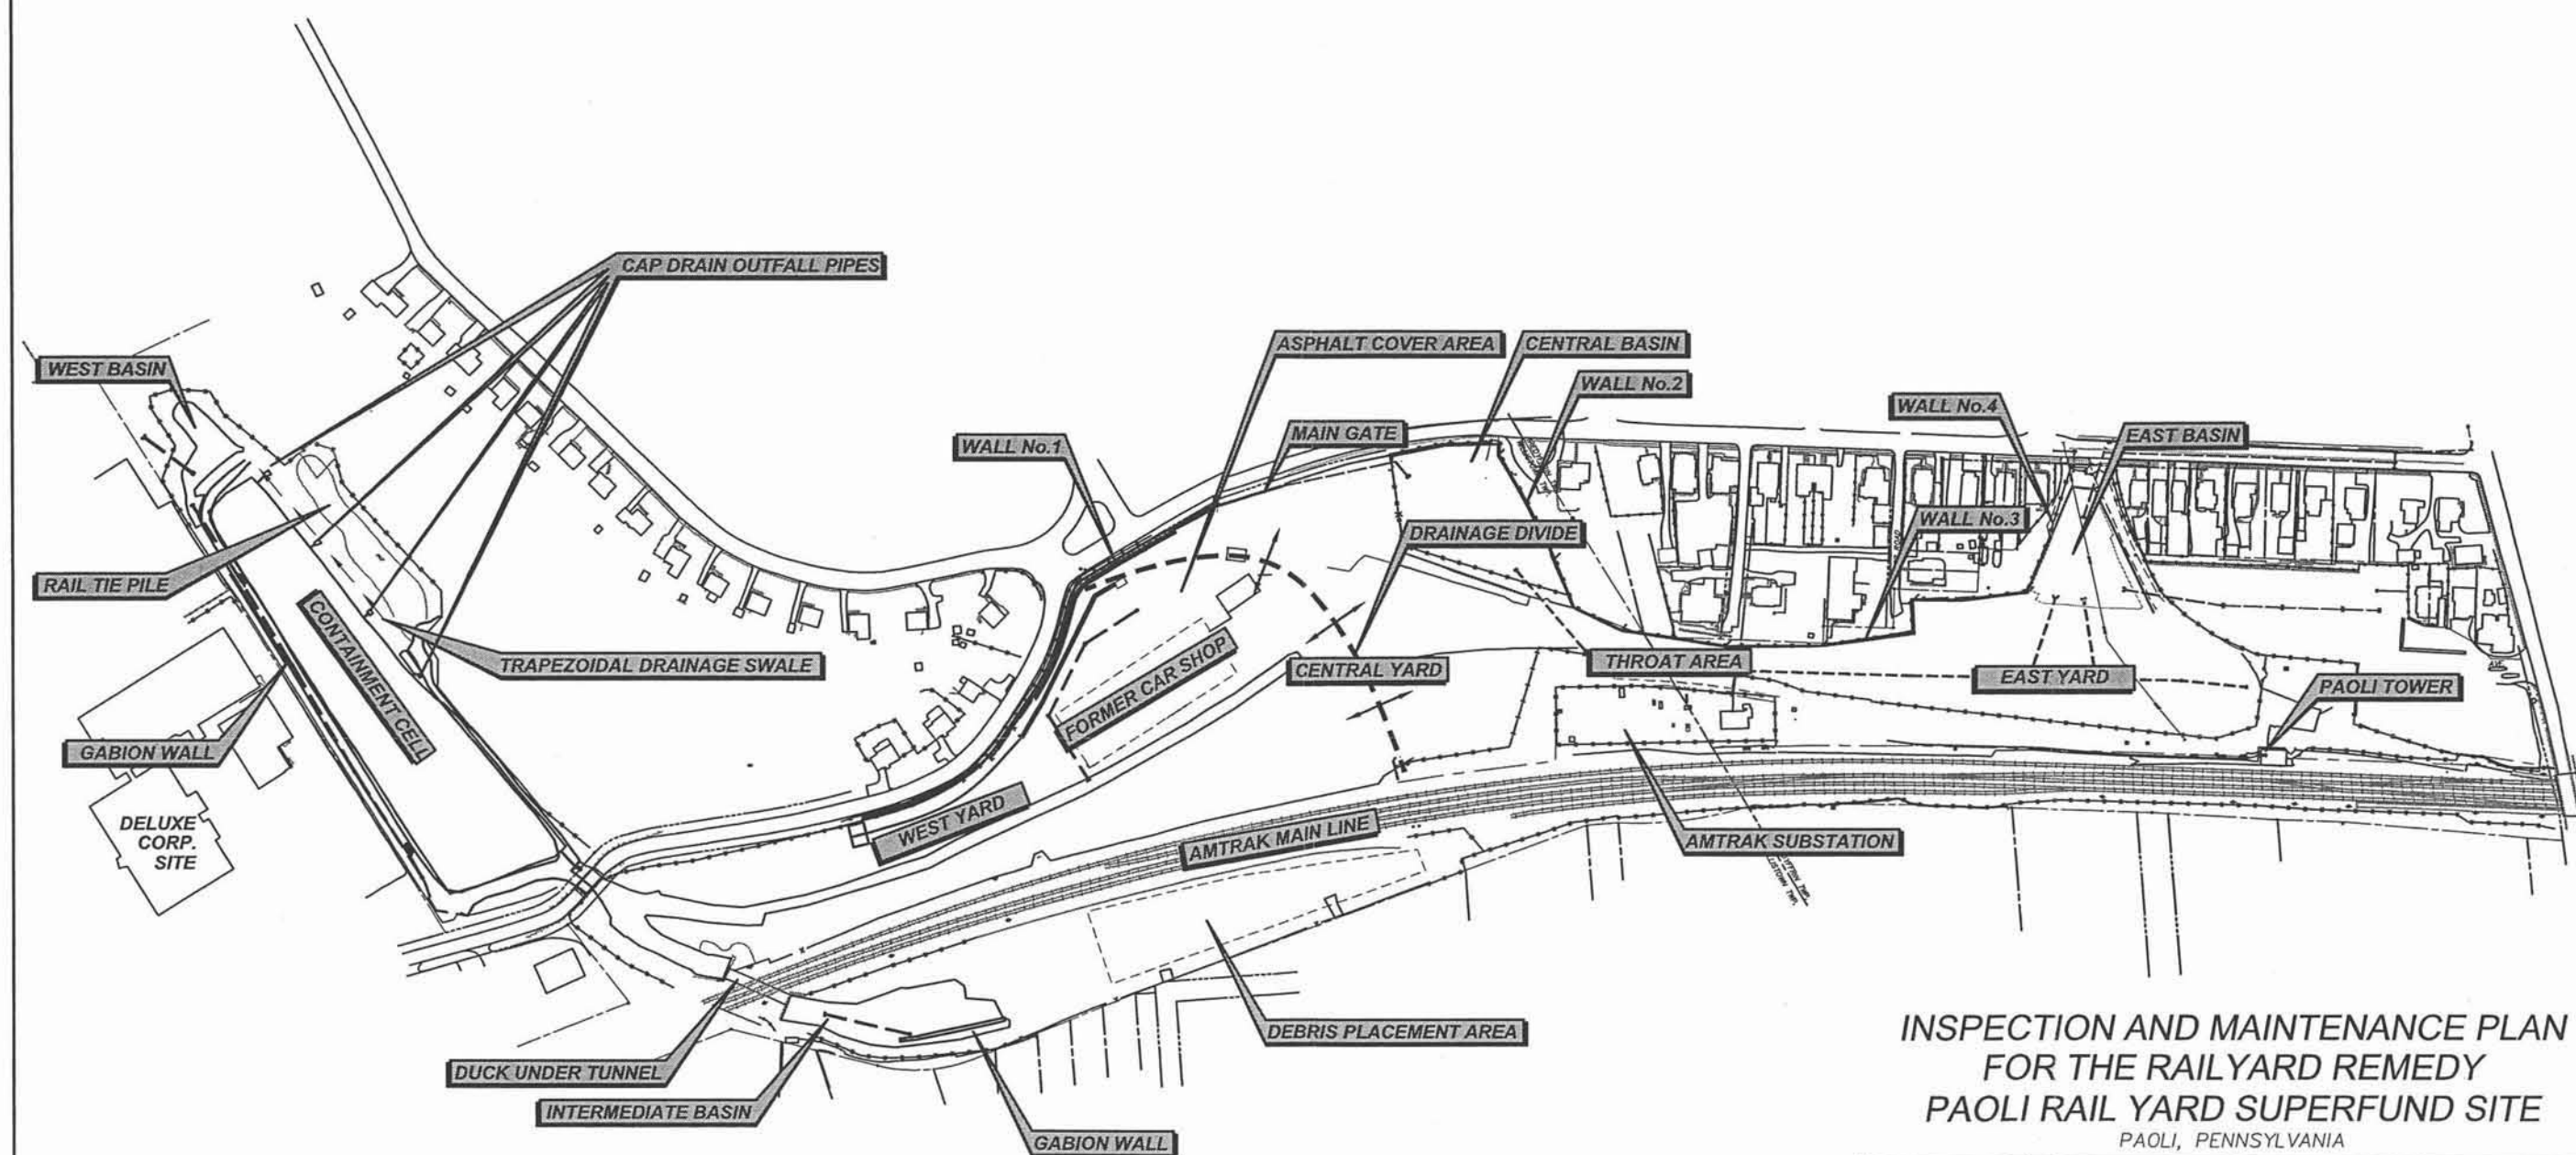 CAP DRAIN OUTFALL PIPES
WEST BASIN
ASPHALT COVER AREA
CENTRAL BASIN
WALL No.2
WALL No.4
MAIN GATE
EAST BASIN
WALL No.1
DRAINAGE DIVIDE
WALL No.3
RAIL TIE PILE
CONTAINMENT CELL
TRAPEZOIDAL DRAINAGE SWALE
FORMER CAR SHOP
CENTRAL YARD
THROAT AREA
EAST YARD
PAOLI TOWER
GABION WALL
DELUXE
CORP.
SITE
WEST YARD
AMTRAK MAIN LINE
AMTRAK SUBSTATION
DEBRIS PLACEMENT AREA
DUCK UNDER TUNNEL
INTERMEDIATE BASIN
GABION WALL
INSPECTION AND MAINTENANCE PLAN
FOR THE RAILYARD REMEDY
PAOLI RAIL YARD SUPERFUND SITE
PAOLI, PENNSYLVANIA